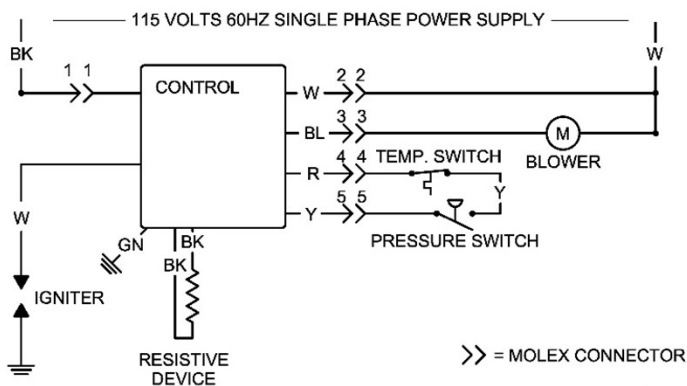 115 VOLTS 60HZ SINGLE PHASE POWER SUPPLY
BK
W
1 1
CONTROL
W
2 2
BL
3 3
M
BLOWER
R
4 4
TEMP. SWITCH
Y
Y
5 5
PRESSURE SWITCH
W
GN
BK
BK
IGNITER
RESISTIVE
DEVICE
= MOLEX CONNECTOR